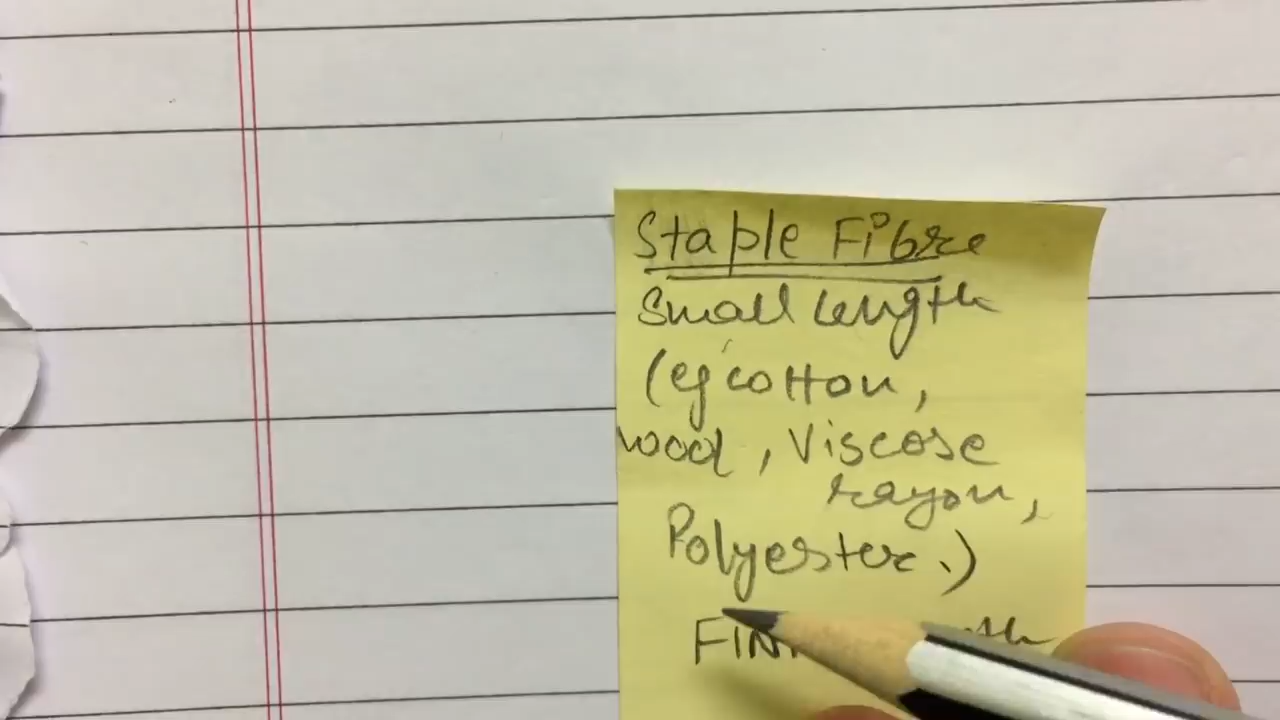 Staple Fibre
Small length
(eg cotton,
wool, Viscose
rayon,
Polyester.)